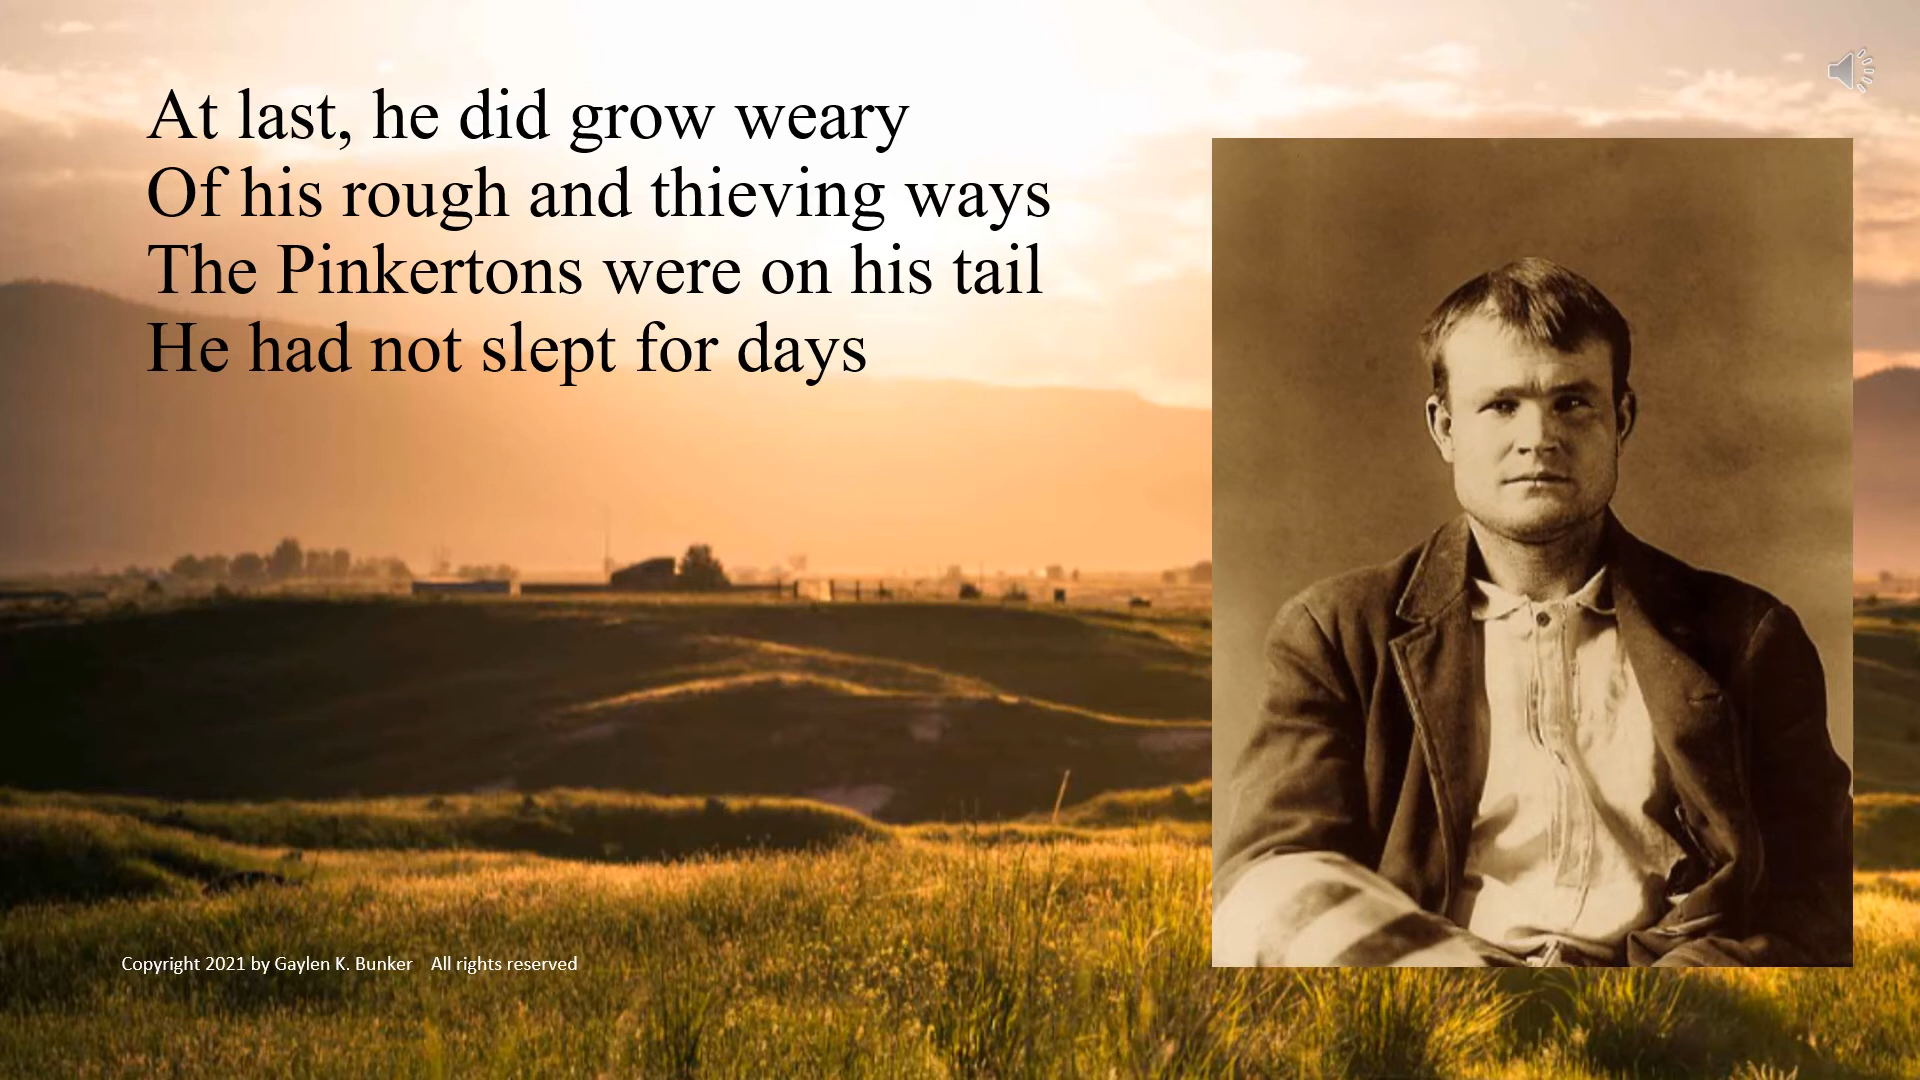 At last, he did grow weary
Of his rough and thieving ways
The Pinkertons were on his tail
He had not slept for days
Copyright 2021 by Gaylen K. Bunker    All rights reserved